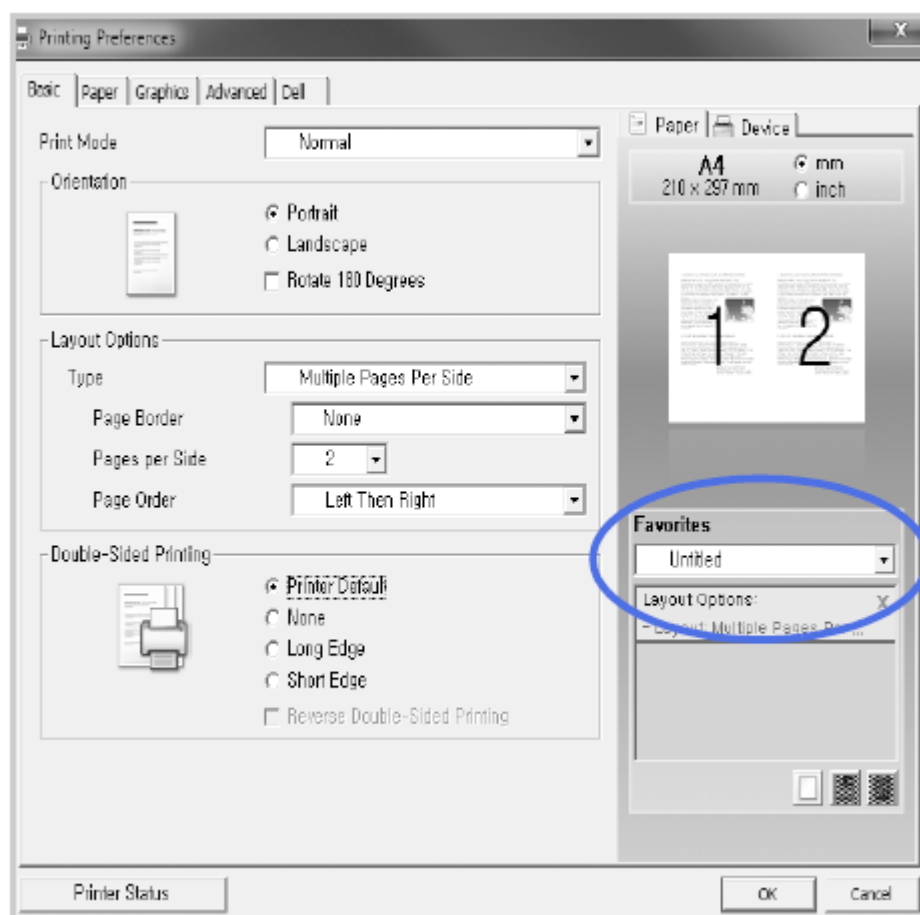 Printing Preferences
X
Basic Paper Graphics Advanced Dell
Print Mode Normal
Orientation
Portrait
Landscape
Rotate 180 Degrees
Layout Options
Type Multiple Pages Per Side
Page Border None
Pages per Side 2
Page Order Left Then Right
Double-Sided Printing
Printer Default
None
Long Edge
Short Edge
Reverse Double-Sided Printing
Paper Device
A4 mm
210 x 297 mm inch
1 2
Favorites
Untitled
Layout Options: X
- Layout: Multiple Pages Per ...
Printer Status OK Cancel